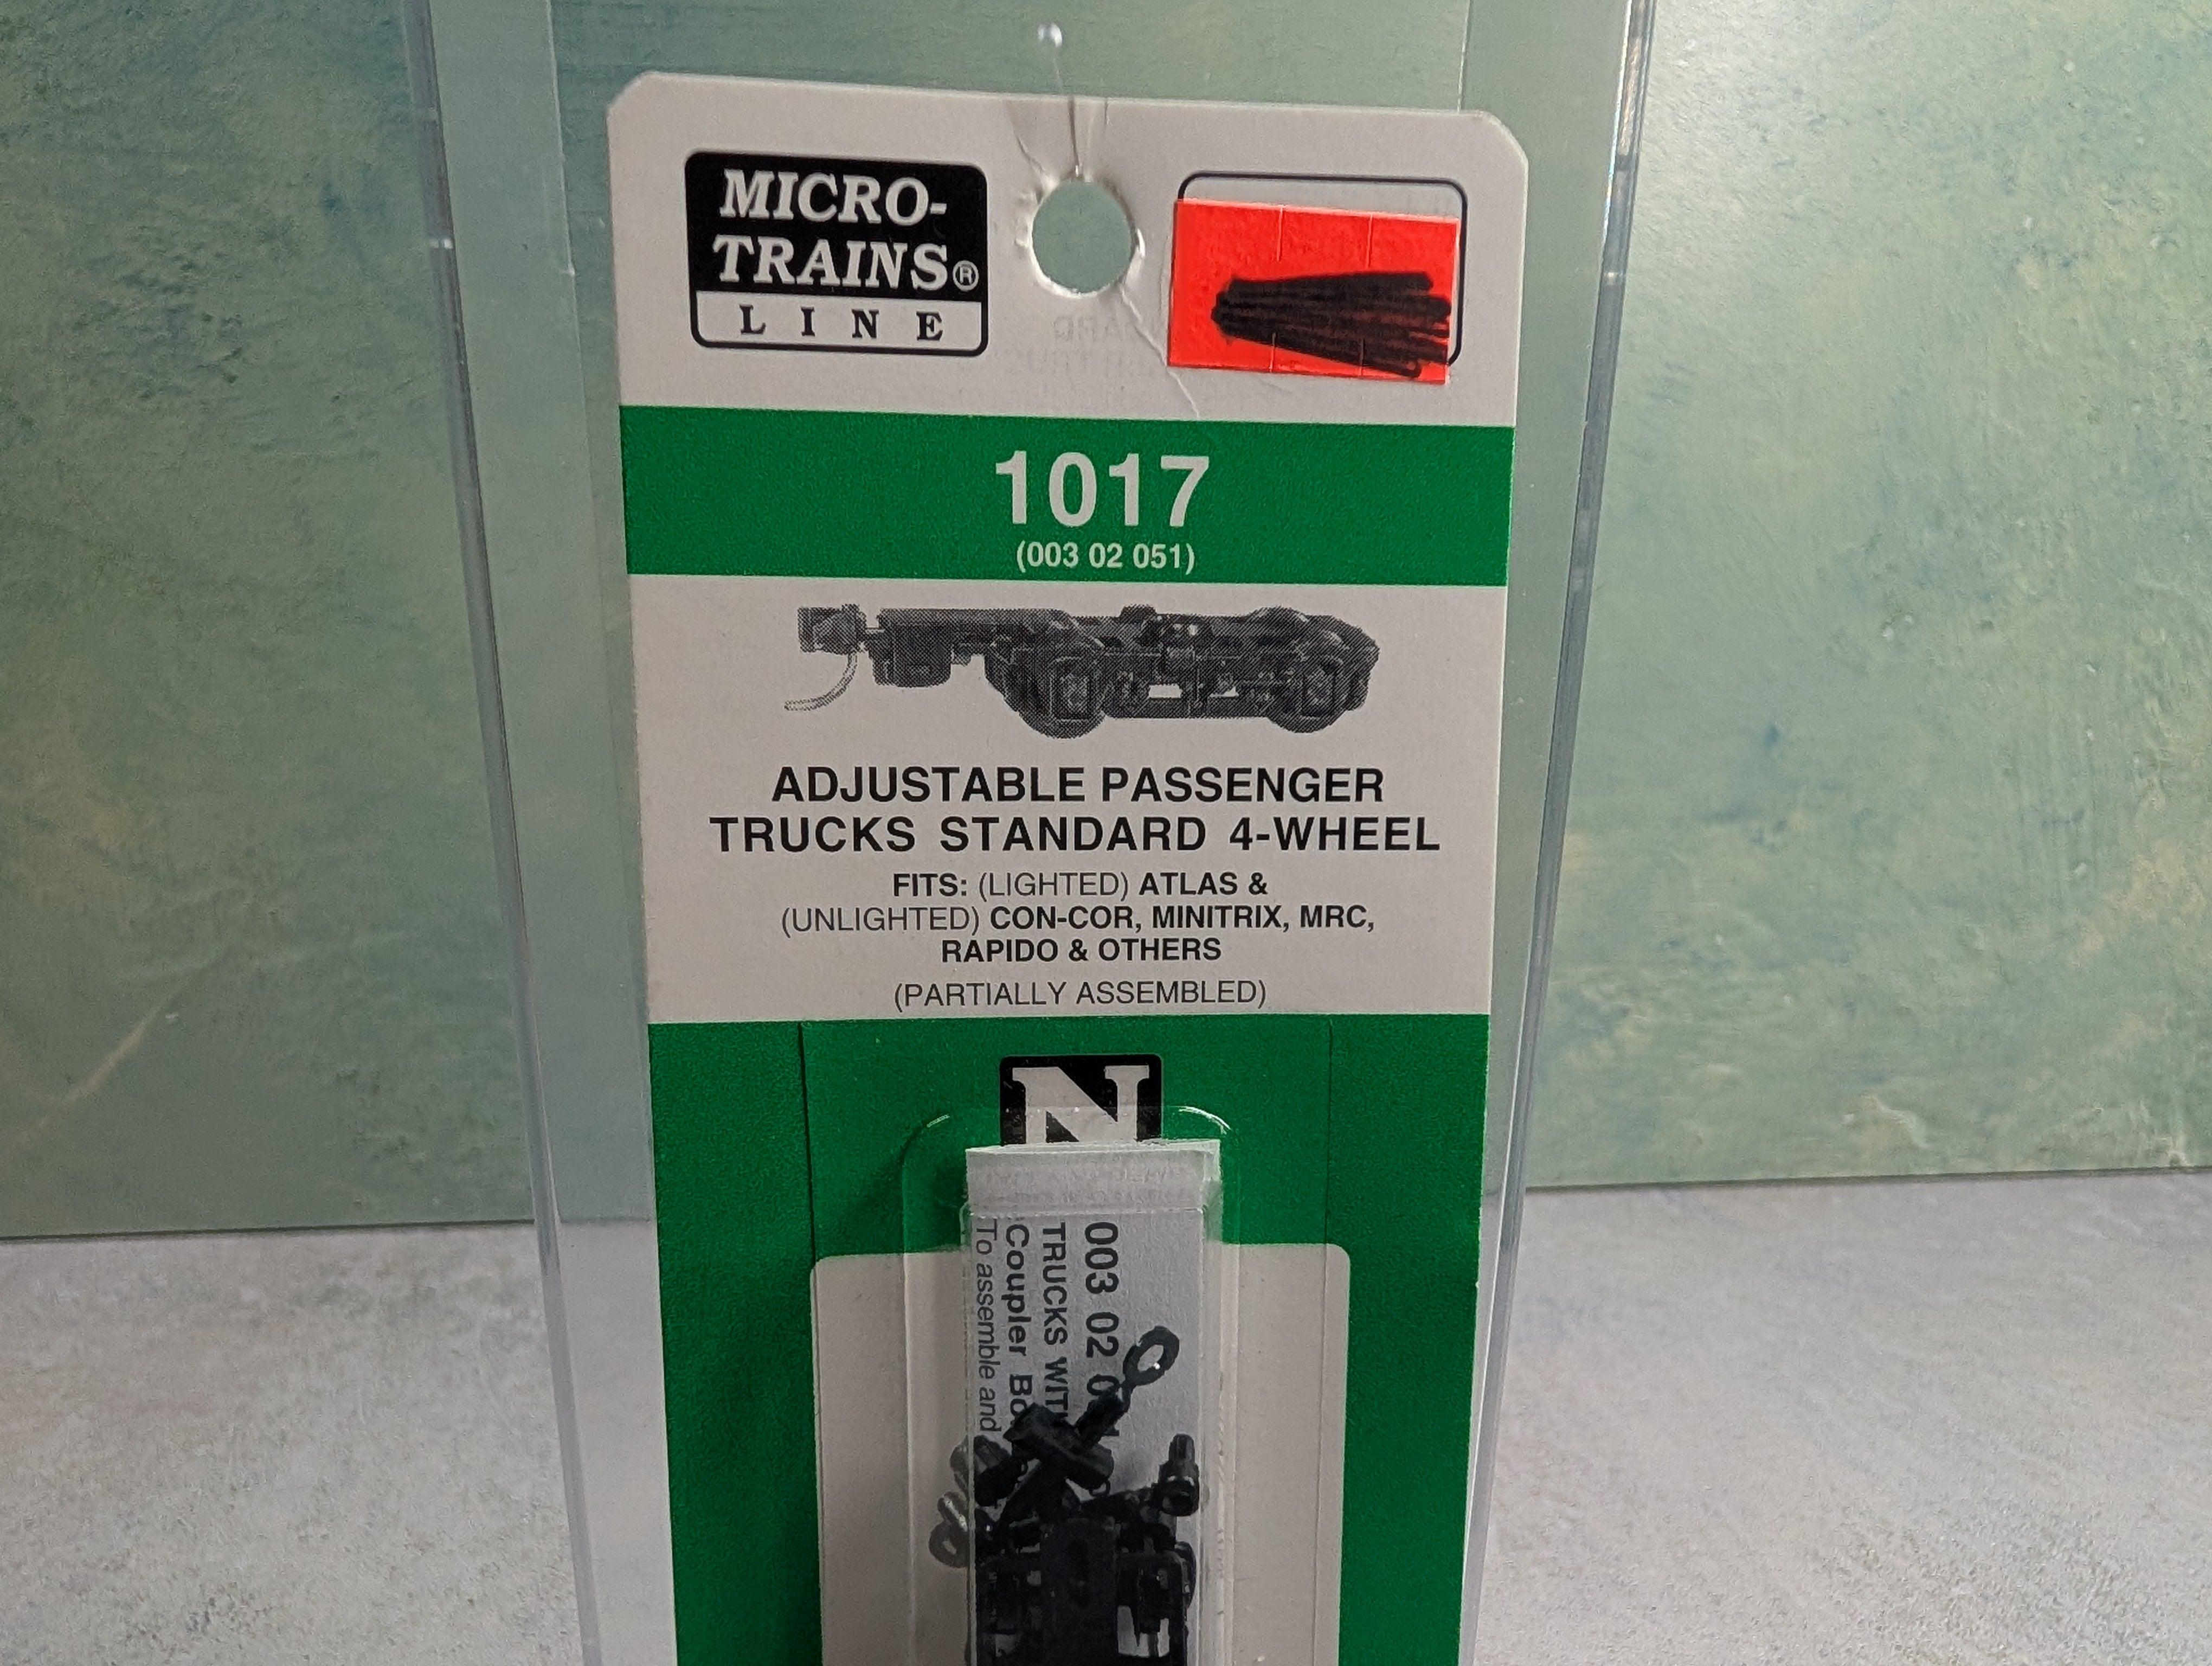 MICRO-
TRAINS®
LINE
1017
(003 02 051)
ADJUSTABLE PASSENGER
TRUCKS STANDARD 4-WHEEL
FITS: (LIGHTED) ATLAS &
(UNLIGHTED) CON-COR, MINITRIX, MRC,
RAPIDO & OTHERS
(PARTIALLY ASSEMBLED)
N
003 02
TRUCKS WITH
Coupler
To assemble and